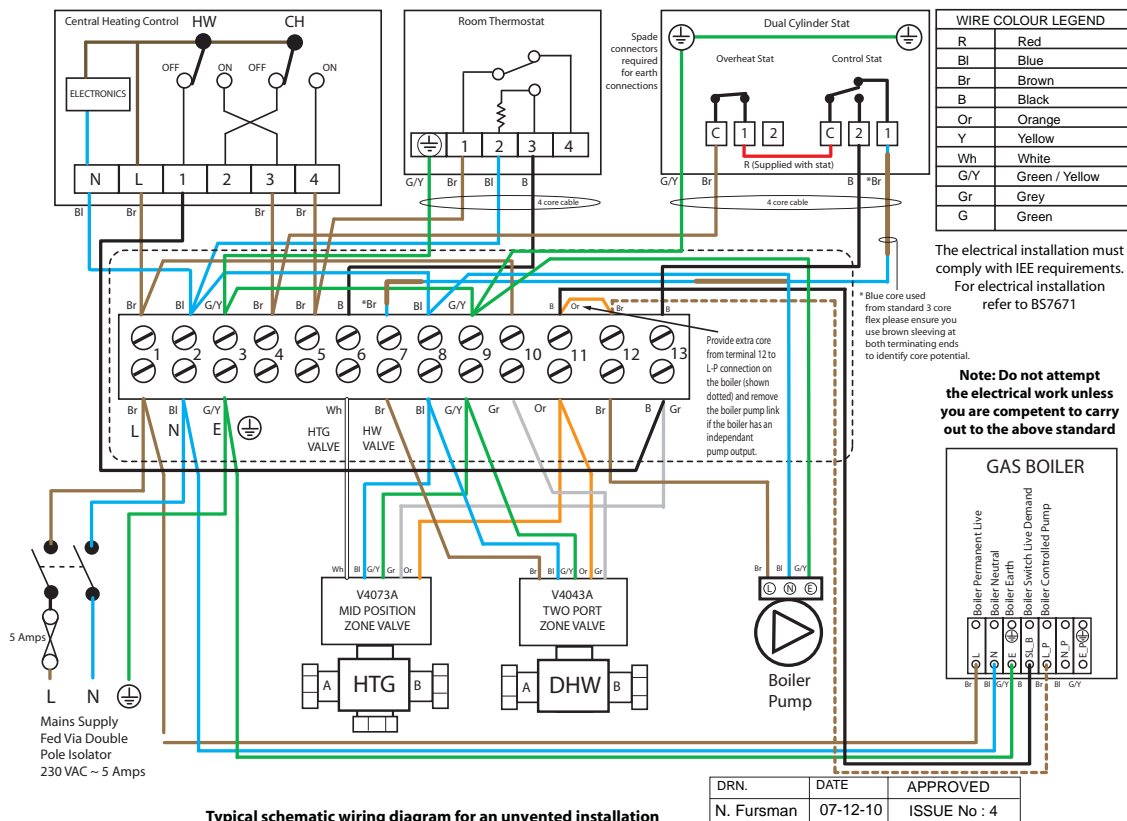 Central Heating Control
HW
CH
OFF
ON
OFF
ON
ELECTRONICS
N L 1 2 3 4
Bl Br Br Br
Room Thermostat
1 2 3 4
G/Y Br Bl B
4 core cable
Spade
connectors
required
for earth
connections
Dual Cylinder Stat
Overheat Stat
Control Stat
C 1 2 C 2 1
R (Supplied with stat)
G/Y Br B *Br
4 core cable
WIRE COLOUR LEGEND
R Red
Bl Blue
Br Brown
B Black
Or Orange
Y Yellow
Wh White
G/Y Green / Yellow
Gr Grey
G Green
The electrical installation must
comply with IEE requirements.
For electrical installation
refer to BS7671
* Blue core used
from standard 3 core
flex please ensure you
use brown sleeving at
both terminating ends
to identify core potential.
Note: Do not attempt
the electrical work unless
you are competent to carry
out to the above standard
Br Bl G/Y Br Br B *Br Bl G/Y B Or Br B
1 2 3 4 5 6 7 8 9 10 11 12 13
Provide extra core
from terminal 12 to
L-P connection on
the boiler (shown
dotted) and remove
the boiler pump link
if the boiler has an
independant
pump output.
Br Bl G/Y Wh Br Bl G/Y Gr Or Br B Gr
L N E
HTG
VALVE
HW
VALVE
Wh Bl G/Y Gr Or
V4073A
MID POSITION
ZONE VALVE
A HTG B
Br Bl G/Y Or Gr
V4043A
TWO PORT
ZONE VALVE
A DHW B
Br Bl G/Y
L N E
Boiler
Pump
GAS BOILER
Boiler Permanent Live
Boiler Neutral
Boiler Earth
Boiler Switch Live Demand
Boiler Controlled Pump
L N E SL_B L_P N_P E_P
Br Bl G/Y B Br Bl G/Y
5 Amps
L N
Mains Supply
Fed Via Double
Pole Isolator
230 VAC ~ 5 Amps
DRN. DATE APPROVED
N. Fursman 07-12-10 ISSUE No : 4
Typical schematic wiring diagram for an unvented installation